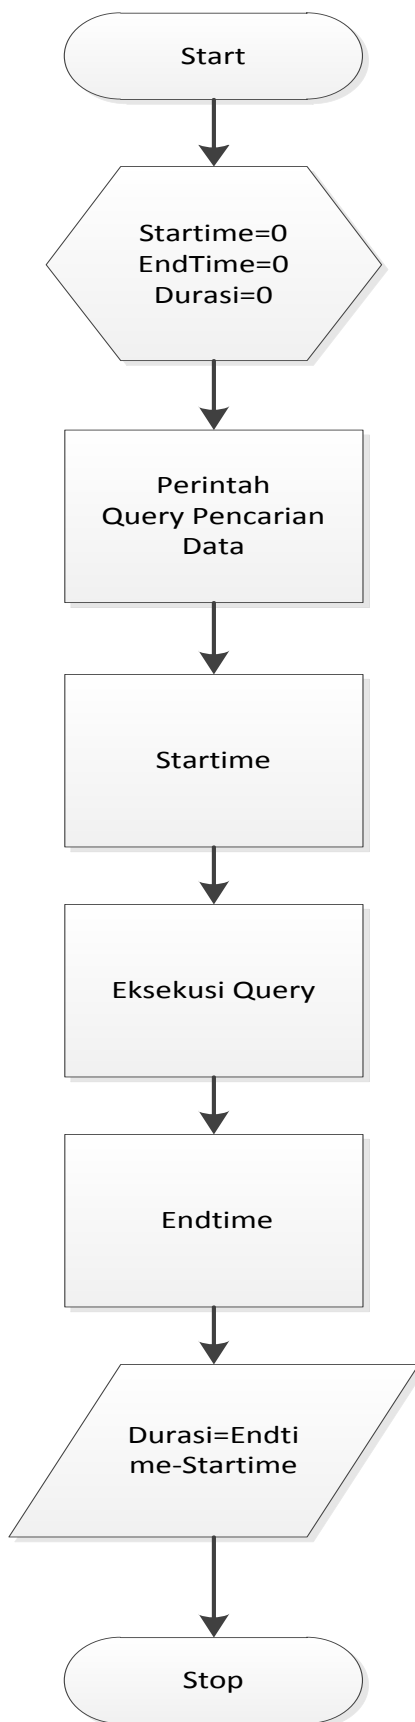 Start
Startime=0
EndTime=0
Durasi=0
Perintah
Query Pencarian
Data
Startime
Eksekusi Query
Endtime
Durasi=Endti
me-Startime
Stop